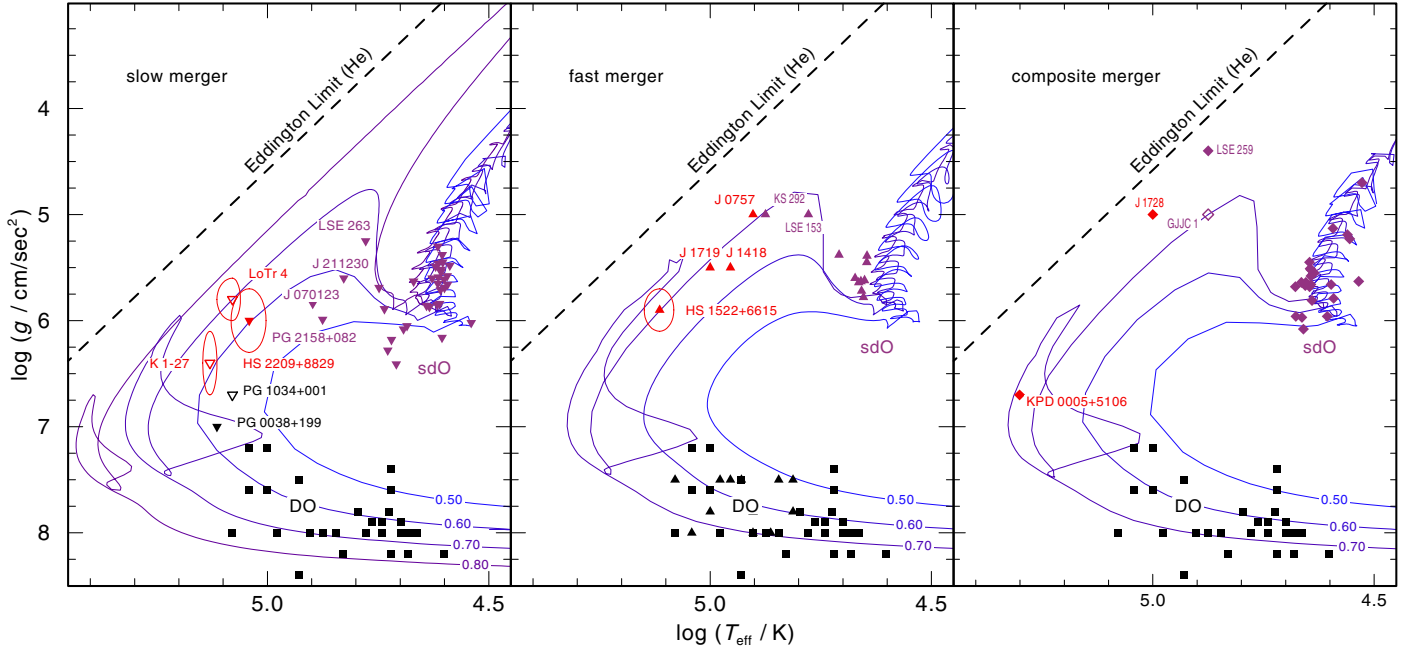 slow merger
Eddington Limit (He)
LSE 263
LoTr 4
J 211230
J 070123
PG 2158+082
K 1-27
HS 2209+8829
sdO
PG 1034+001
PG 0038+199
DO
0.50
0.60
0.70
0.80
fast merger
Eddington Limit (He)
J 0757
KS 292
LSE 153
J 1719
J 1418
HS 1522+6615
sdO
DO
0.50
0.60
0.70
composite merger
Eddington Limit (He)
LSE 259
J 1728
GJJC 1
sdO
KPD 0005+5106
DO
0.50
0.60
0.70
4
5
6
7
8
log (g / cm/sec²)
5.0
4.5
5.0
4.5
5.0
4.5
log (Teff / K)